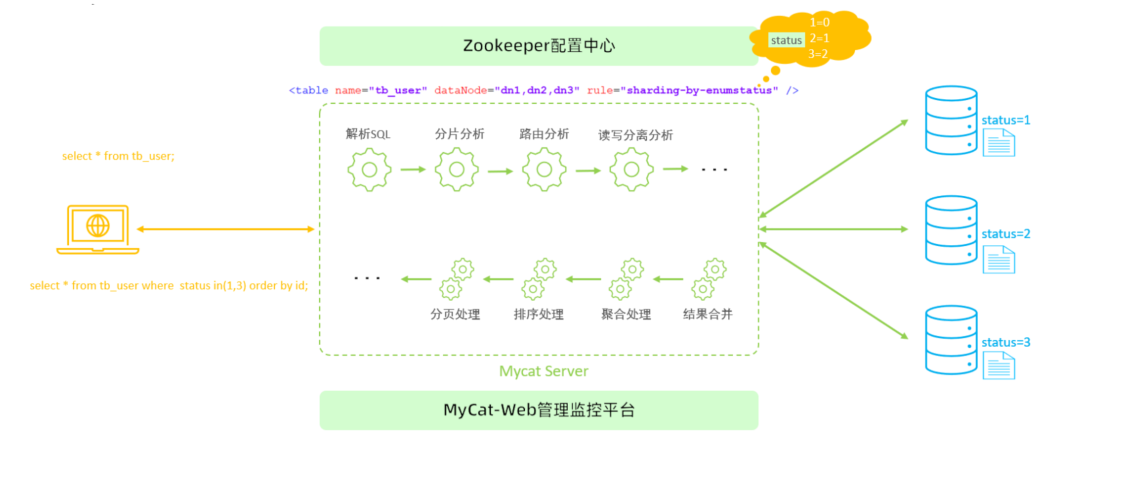 Zookeeper配置中心
status
1=0
2=1
3=2
<table name="tb_user" dataNode="dn1,dn2,dn3" rule="sharding-by-enumstatus" />
解析SQL 分片分析 路由分析 读写分离分析
status=1
select * from tb_user;
...
status=2
select * from tb_user where status in(1,3) order by id;
...
分页处理 排序处理 聚合处理 结果合并
status=3
Mycat Server
MyCat-Web管理监控平台